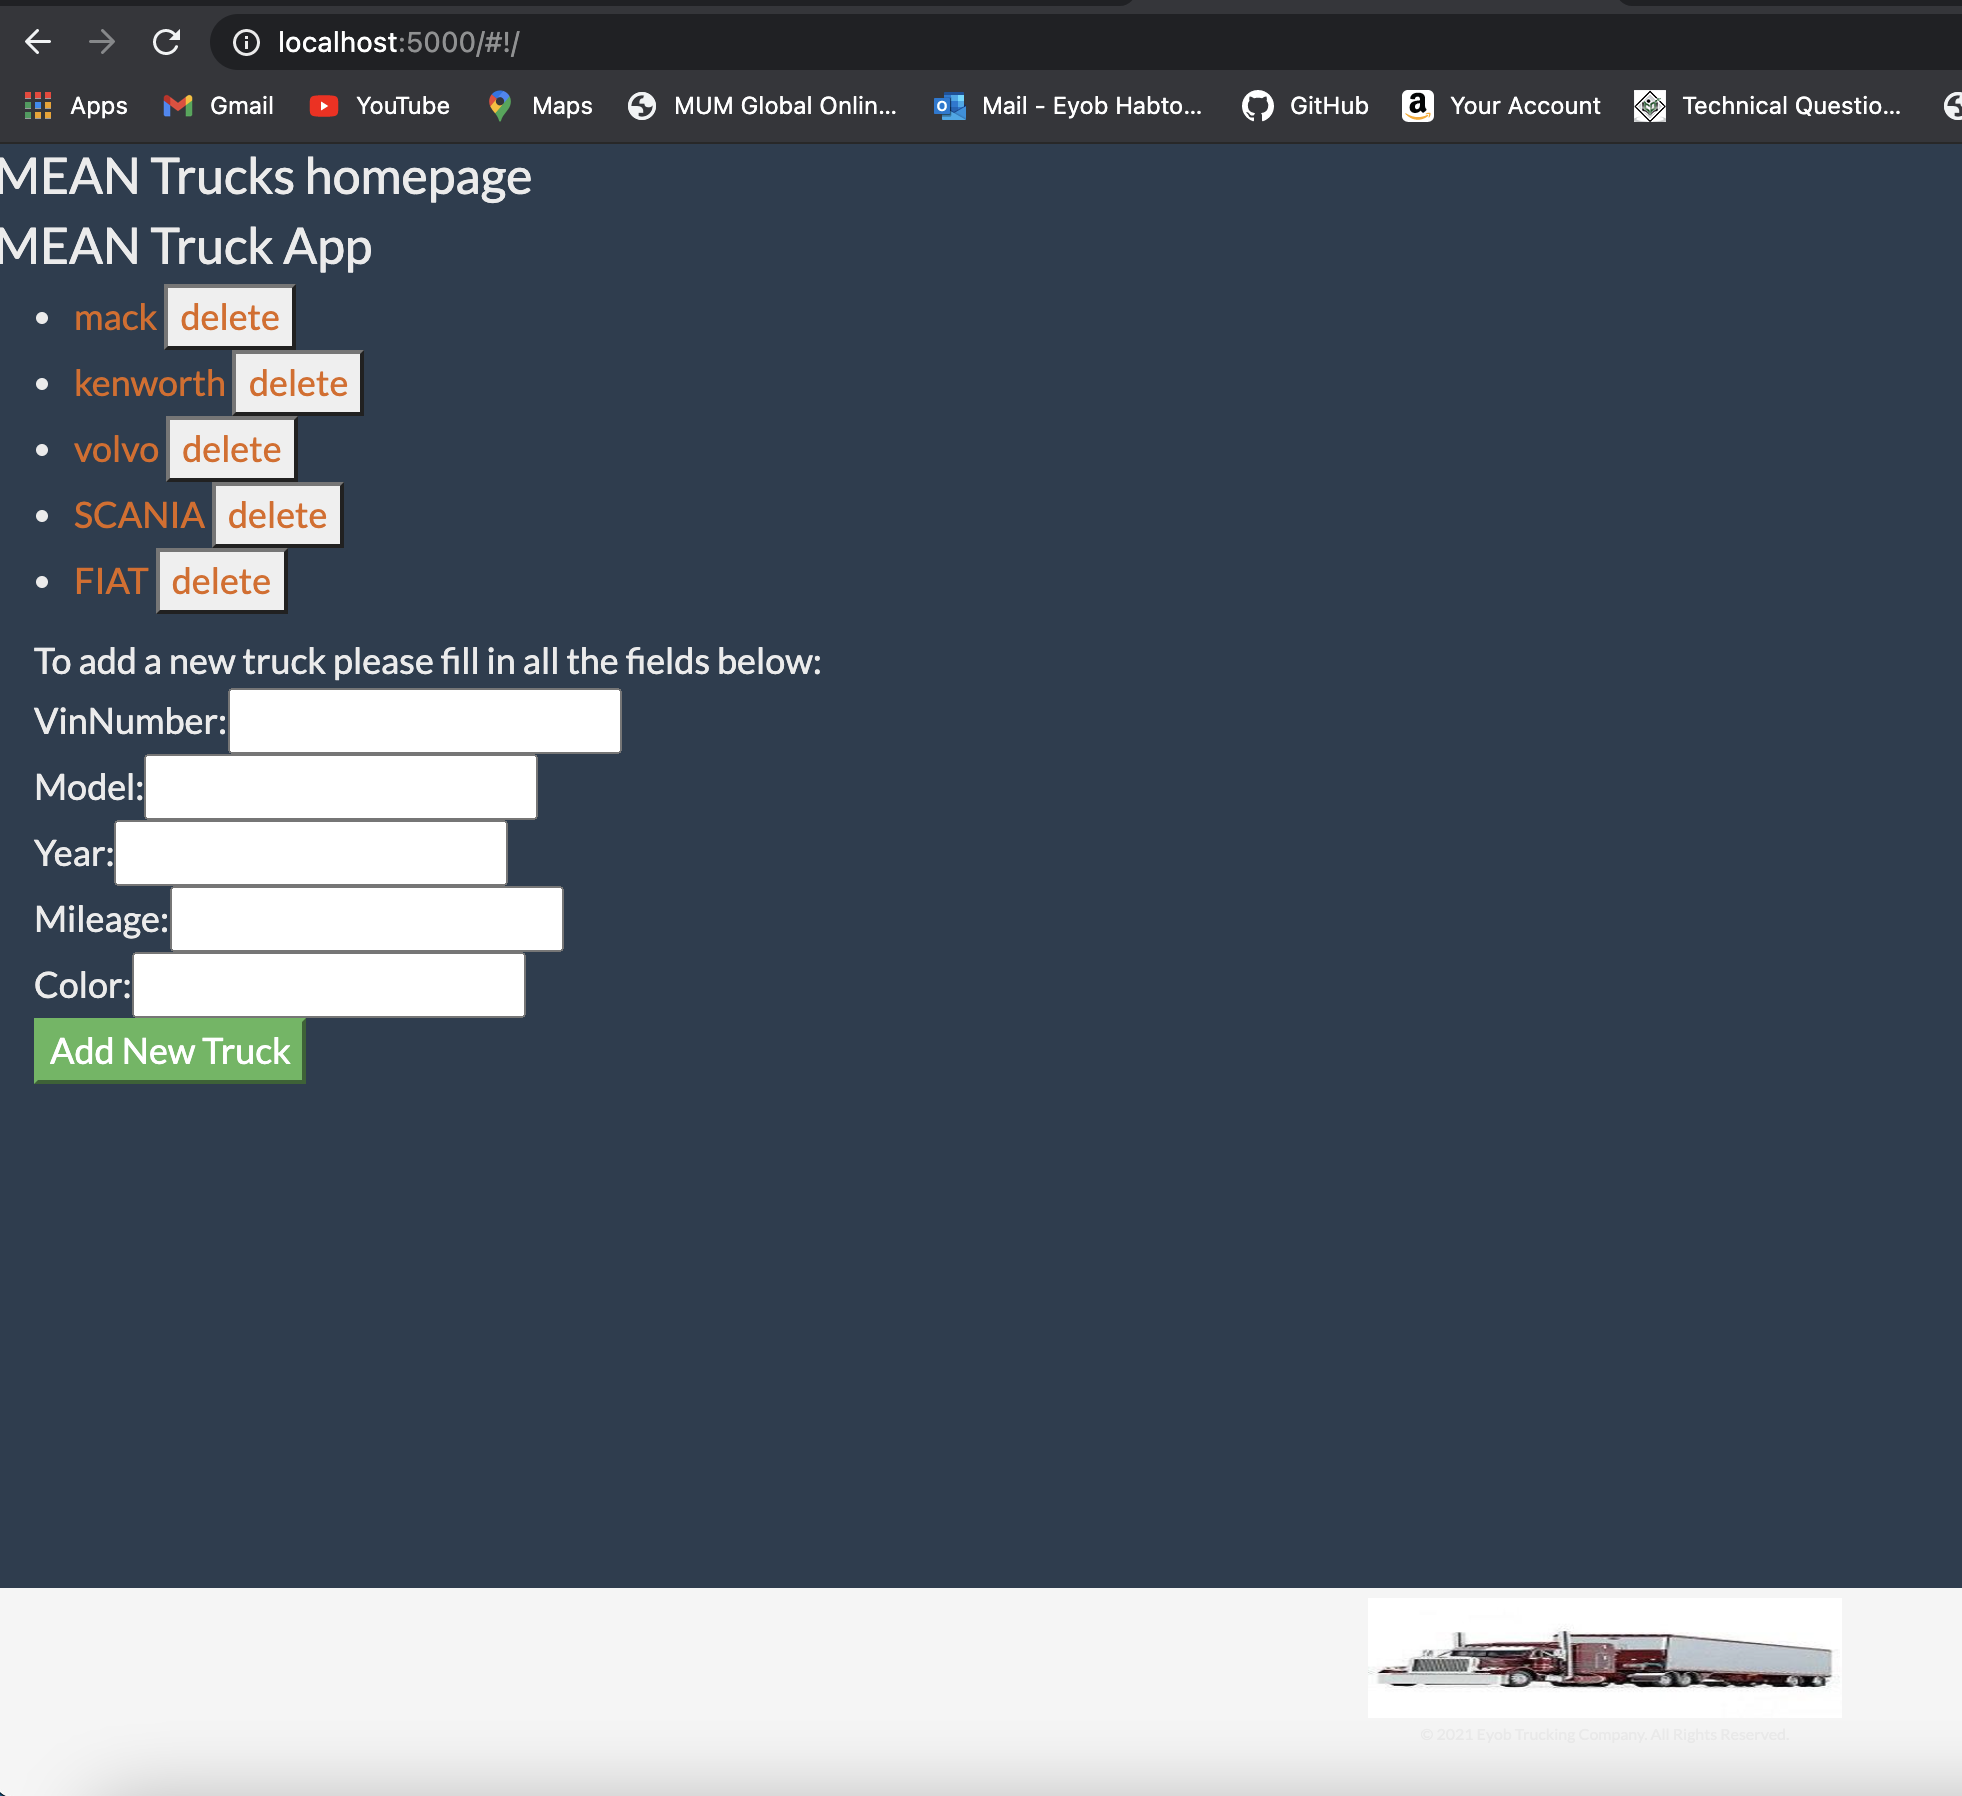 localhost:5000/#!/
Apps Gmail YouTube Maps MUM Global Onlin... Mail - Eyob Habto... GitHub Your Account Technical Questio...
MEAN Trucks homepage
MEAN Truck App
• mack delete
• kenworth delete
• volvo delete
• SCANIA delete
• FIAT delete
To add a new truck please fill in all the fields below:
VinNumber:
Model:
Year:
Mileage:
Color:
Add New Truck
© 2021 Eyob Trucking Company. All Rights Reserved.